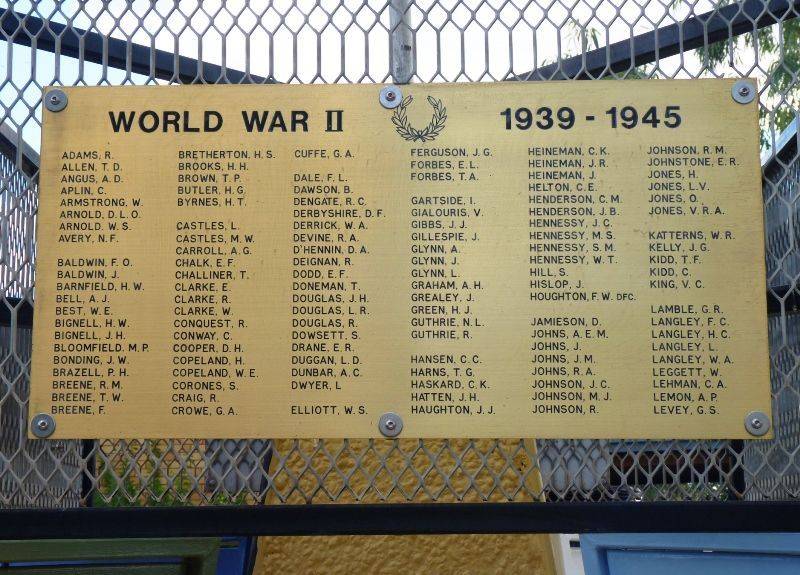 WORLD WAR II 1939 - 1945
ADAMS, R.
ALLEN, T. D.
ANGUS, A. D.
APLIN, C.
ARMSTRONG, W.
ARNOLD, D. L. O.
ARNOLD, W. S.
AVERY, N. F.
BALDWIN, F. O.
BALDWIN, J.
BARNFIELD, H. W.
BELL, A. J.
BEST, W. E.
BIGNELL, H. W.
BIGNELL, J. H.
BLOOMFIELD, M. P.
BONDING, J. W.
BRAZELL, P. H.
BREENE, R. M.
BREENE, T. W.
BREENE, F.
BRETHERTON, H. S.
BROOKS, H. H.
BROWN, T. P.
BUTLER, H. G.
BYRNES, H. T.
CASTLES, L.
CASTLES, M. W.
CARROLL, A. G.
CHALK, E. F.
CHALLINER, T.
CLARKE, E.
CLARKE, R.
CLARKE, W.
CONQUEST, R.
CONWAY, C.
COOPER, D. H.
COPELAND, H.
COPELAND, W. E.
CORONES, S.
CRAIG, R.
CROWE, G. A.
CUFFE, G. A.
DALE, F. L.
DAWSON, B.
DENGATE, R. C.
DERBYSHIRE, D. F.
DERRICK, W. A.
DEVINE, R. A.
D'HENNIN, D. A.
DEIGNAN, R.
DODD, E. F.
DONEMAN, T.
DOUGLAS, J. H.
DOUGLAS, L. R.
DOUGLAS, R.
DOWSETT, S.
DRANE, E. R.
DUGGAN, L. D.
DUNBAR, A. C.
DWYER, L
ELLIOTT, W. S.
FERGUSON, J. G.
FORBES, E. L.
FORBES, T. A.
GARTSIDE, I.
GIALOURIS, V.
GIBBS, J. J.
GILLESPIE, J.
GLYNN, A.
GLYNN, J.
GLYNN, L.
GRAHAM, A. H.
GREALEY, J.
GREEN, H. J.
GUTHRIE, N. L.
GUTHRIE, R.
HANSEN, C. C.
HARNS, T. G.
HASKARD, C. K.
HATTEN, J. H.
HAUGHTON, J. J.
HEINEMAN, C. K.
HEINEMAN, J. R.
HEINEMAN, J.
HELTON, C. E.
HENDERSON, C. M.
HENDERSON, J. B.
HENNESSY, J. C.
HENNESSY, M. S.
HENNESSY, S. M.
HENNESSY, W. T.
HILL, S.
HISLOP, J.
HOUGHTON, F. W. DFC.
JAMIESON, D.
JOHNS, A. E. M.
JOHNS, J.
JOHNS, J. M.
JOHNS, R. A.
JOHNSON, J. C.
JOHNSON, M. J.
JOHNSON, R.
JOHNSON, R. M.
JOHNSTONE, E. R.
JONES, H.
JONES, L. V.
JONES, O.
JONES, V. R. A.
KATTERNS, W. R.
KELLY, J. G.
KIDD, T. F.
KIDD, C.
KING, V. C.
LAMBLE, G. R.
LANGLEY, F. C.
LANGLEY, H. C.
LANGLEY, L.
LANGLEY, W. A.
LEGGETT, W.
LEHMAN, C. A.
LEMON, A. P.
LEVEY, G. S.